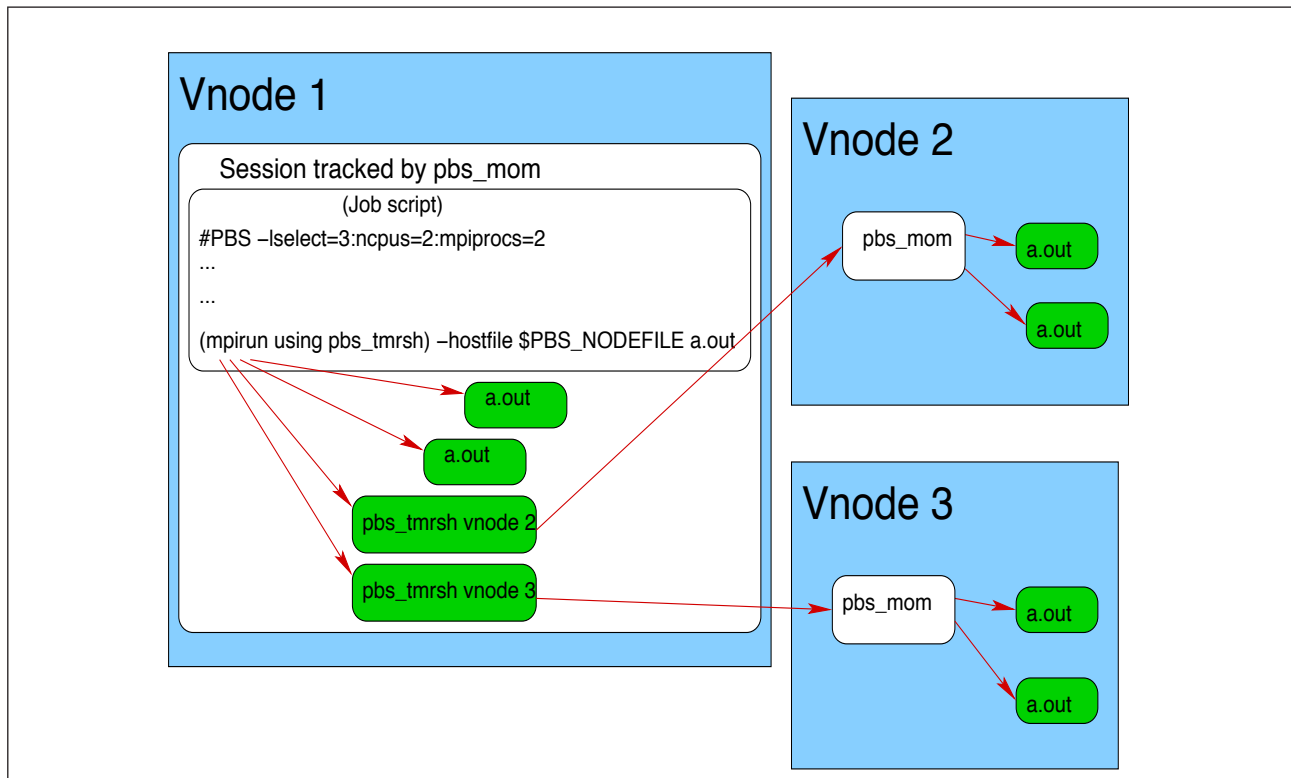 Vnode 1
Session tracked by pbs_mom
(Job script)
#PBS –lselect=3:ncpus=2:mpiprocs=2
...
...
(mpirun using pbs_tmrsh) –hostfile $PBS_NODEFILE a.out
a.out
a.out
pbs_tmrsh vnode 2
pbs_tmrsh vnode 3
Vnode 2
pbs_mom
a.out
a.out
Vnode 3
pbs_mom
a.out
a.out